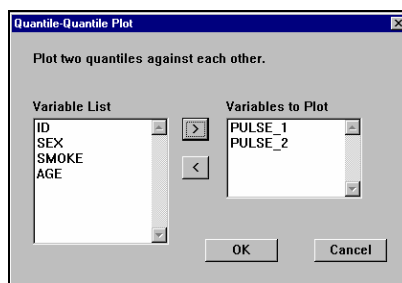 Quantile-Quantile Plot
Plot two quantiles against each other.
Variable List
ID
SEX
SMOKE
AGE
>
<
Variables to Plot
PULSE_1
PULSE_2
OK
Cancel